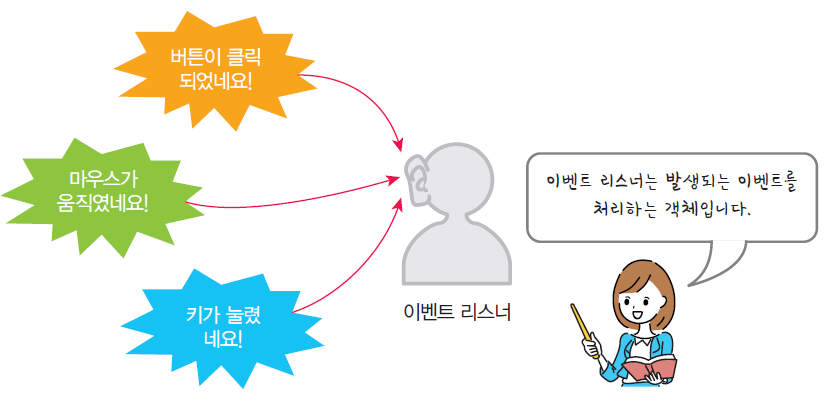 버튼이 클릭
되었네요!
마우스가
움직였네요!
키가 눌렸
네요!
이벤트 리스너
이벤트 리스너는 발생되는 이벤트를
처리하는 객체입니다.